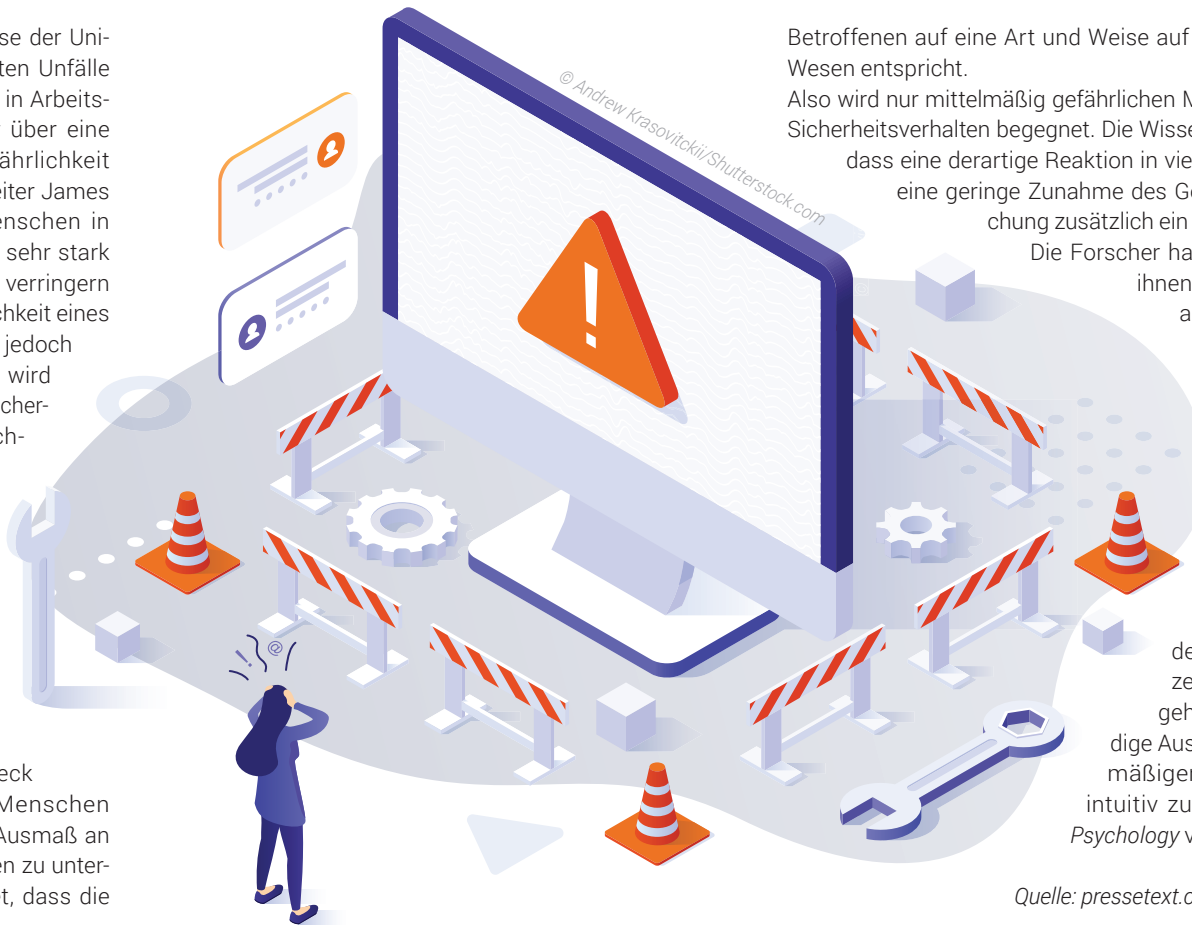 se der Uni-
ten Unfälle
in Arbeits-
über eine
ährlichkeit
eiter James
enschen in
sehr stark
verringern
chkeit eines
jedoch
wird
cher-
ch-
eck
Menschen
Ausmaß an
en zu unter-
t, dass die
© Andrew Krasovitckii/Shutterstock.com
!
! @
Betroffenen auf eine Art und Weise auf
Wesen entspricht.
Also wird nur mittelmäßig gefährlichen M
Sicherheitsverhalten begegnet. Die Wisse
dass eine derartige Reaktion in vie
eine geringe Zunahme des Ge
chung zusätzlich ein
Die Forscher ha
ihnen
a
de
ze
geh
dige Aus
mäßiger
intuitiv zu
Psychology v
Quelle: pressetext.c